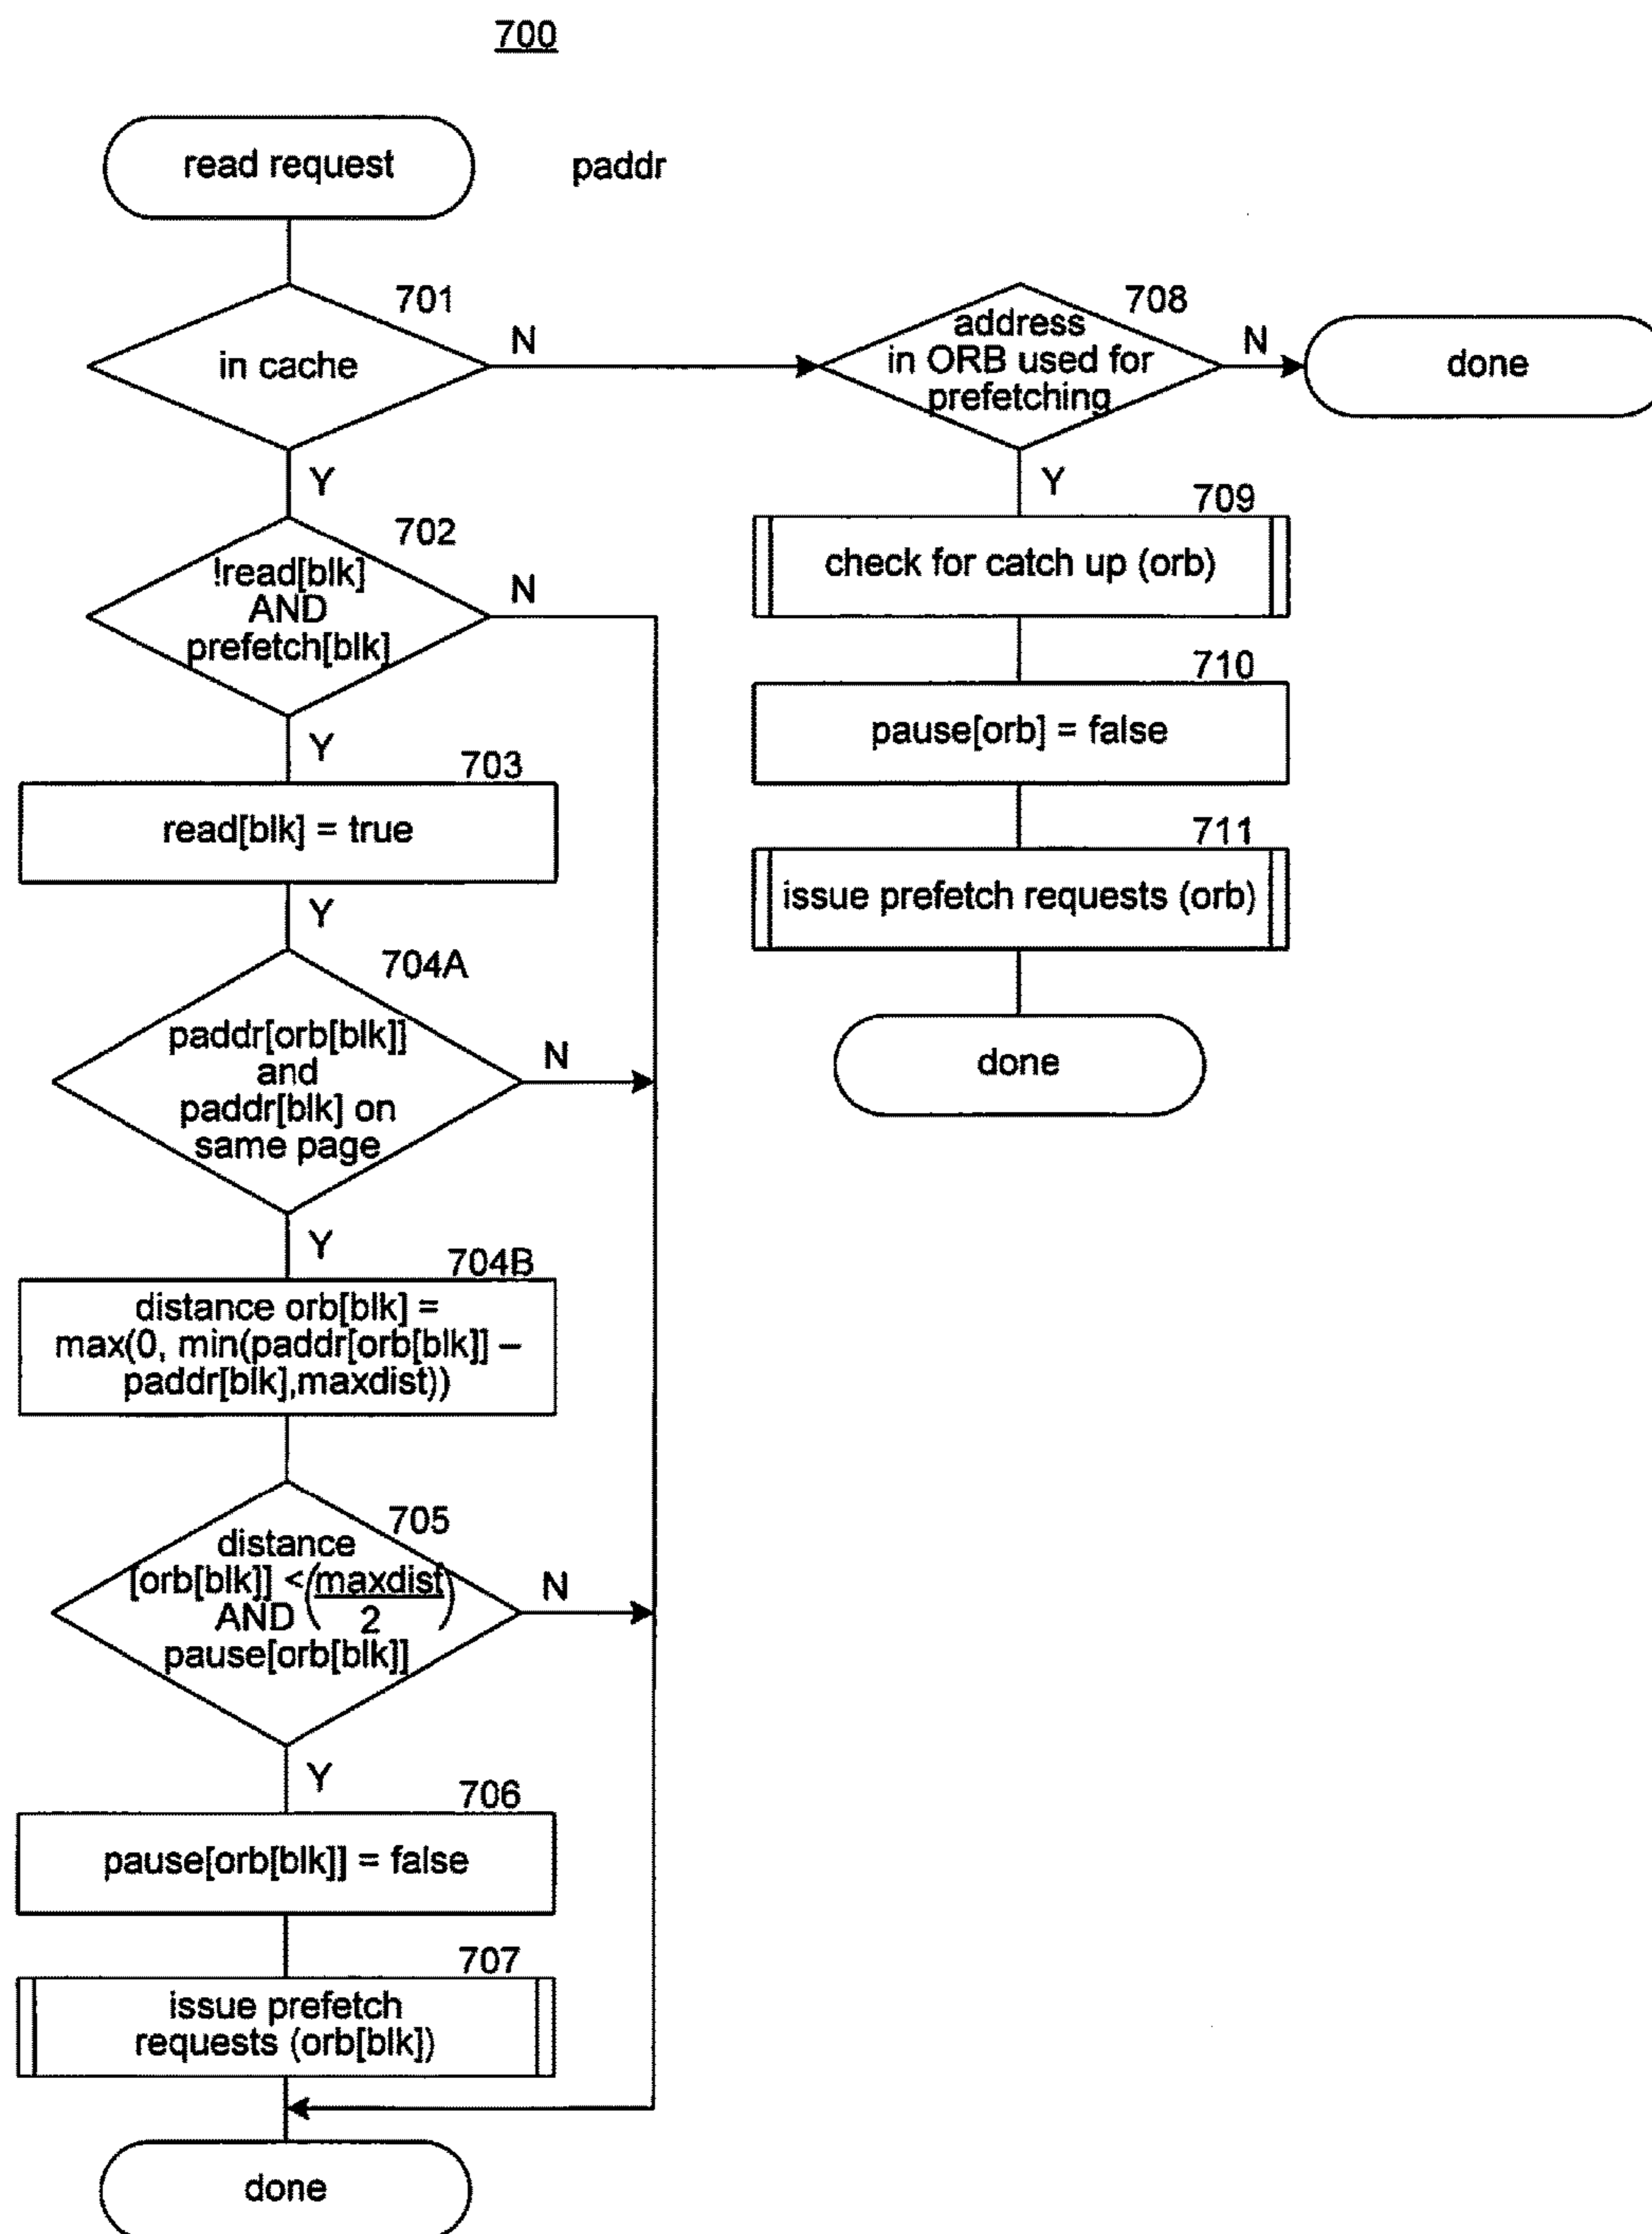 700
read request
paddr
701
in cache
N
Y
708
address
in ORB used for
prefetching
N
done
Y
702
!read[blk]
AND
prefetch[blk]
N
Y
703
read[blk] = true
Y
704A
paddr[orb[blk]]
and
paddr[blk] on
same page
N
Y
704B
distance orb[blk] =
max(0, min(paddr[orb[blk]] –
paddr[blk],maxdist))
705
distance
[orb[blk]] <(maxdist/2)
AND
pause[orb[blk]]
N
Y
706
pause[orb[blk]] = false
707
issue prefetch
requests (orb[blk])
done
709
check for catch up (orb)
710
pause[orb] = false
711
issue prefetch requests (orb)
done